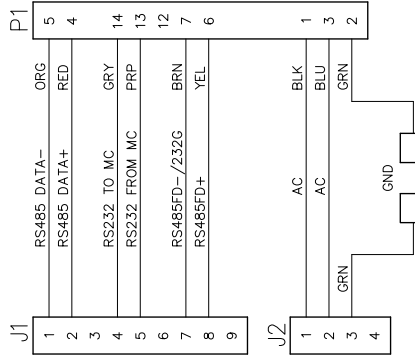 P1
5
4
14
13
12
7
6
1
3
2
ORG
RED
GRY
PRP
BRN
YEL
BLK
BLU
GRN
RS485 DATA-
RS485 DATA+
RS232 TO MC
RS232 FROM MC
RS485FD-/232G
RS485FD+
AC
AC
GND
GRN
J1
1
2
3
4
5
6
7
8
9
J2
1
2
3
4